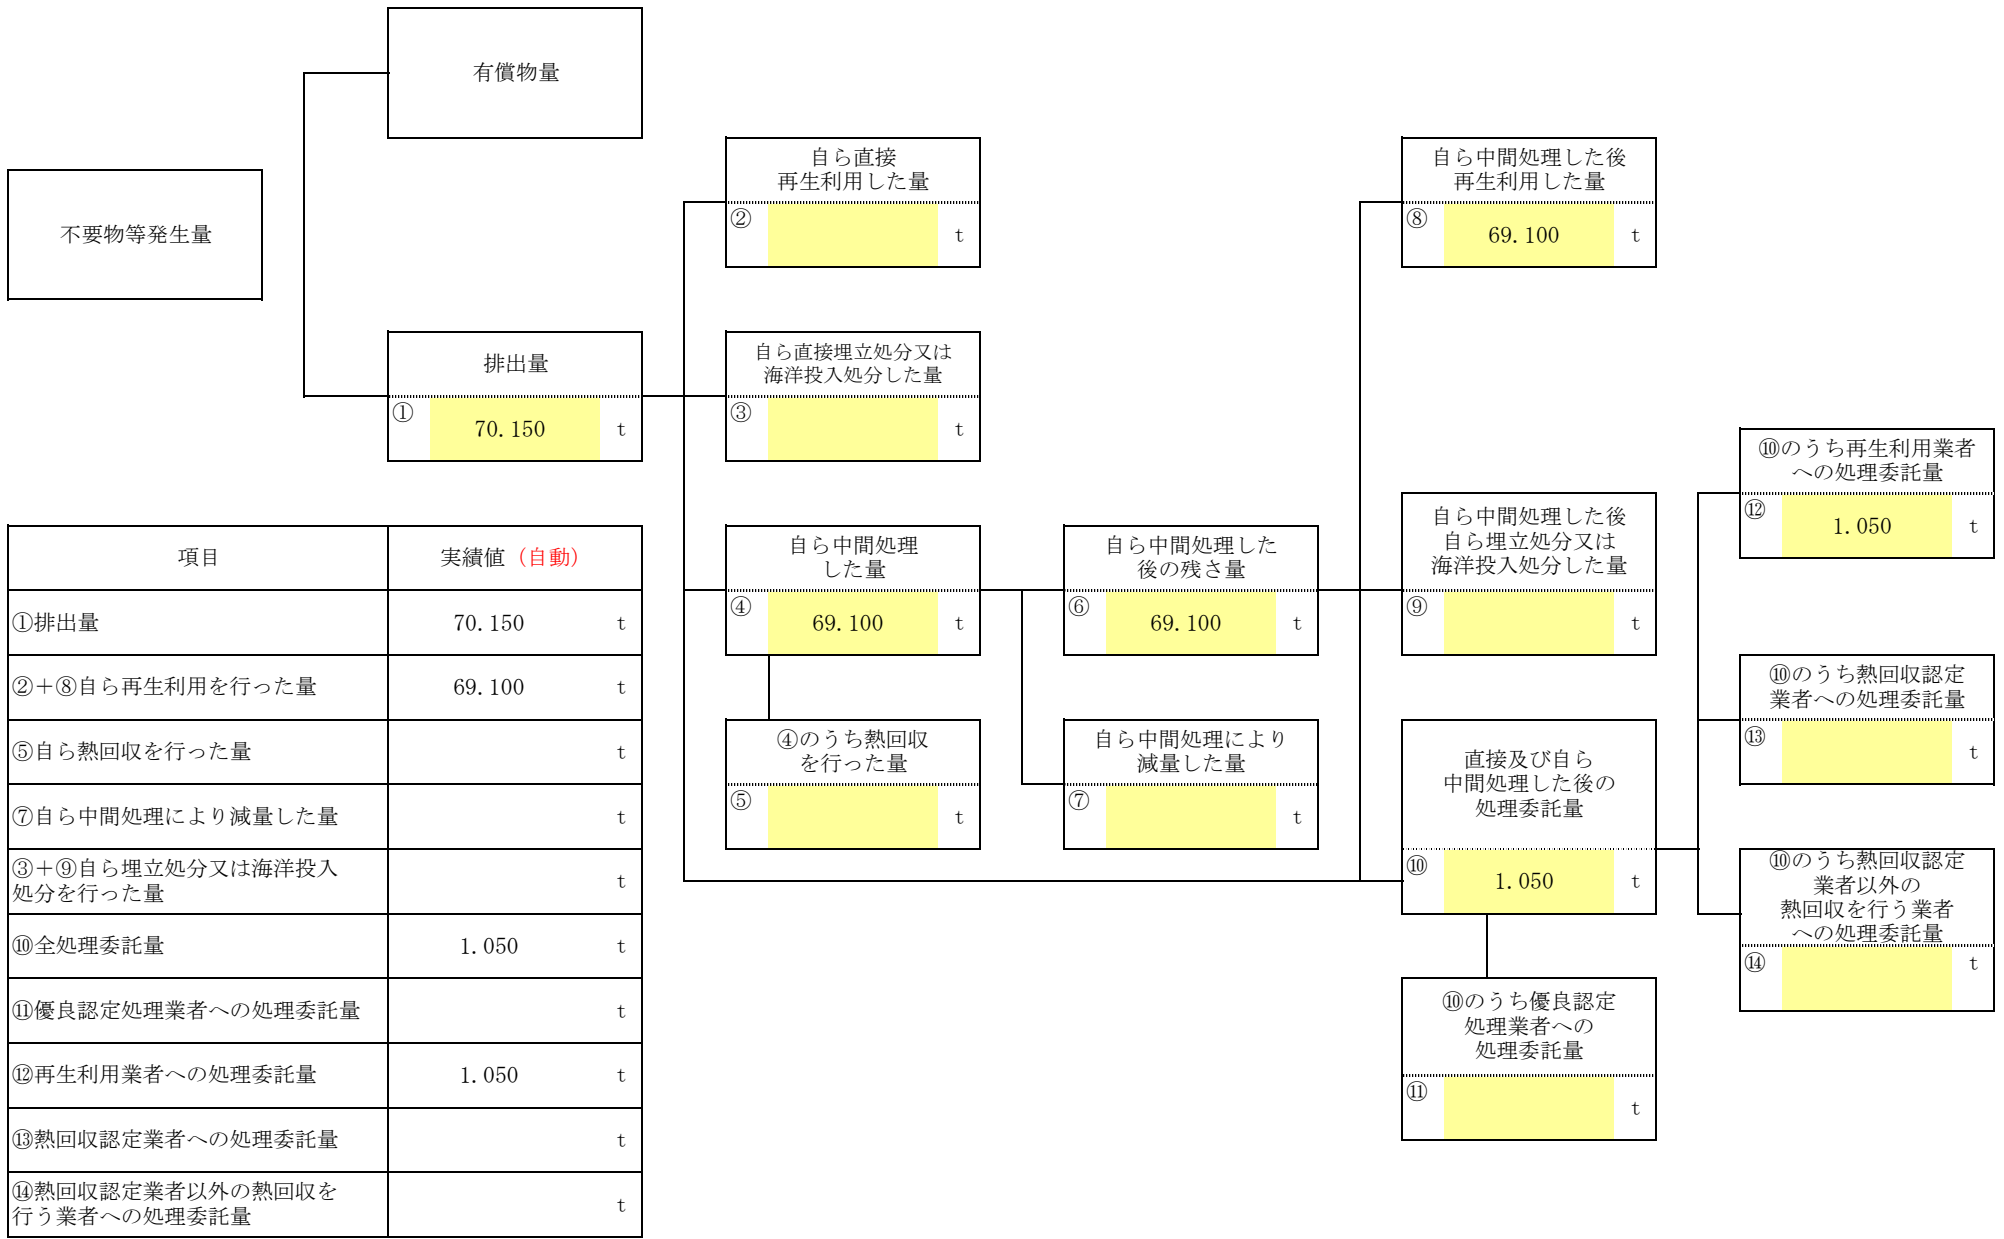 有償物量
不要物等発生量
排出量
①
70.150
t
自ら直接
再生利用した量
②
t
自ら直接埋立処分又は
海洋投入処分した量
③
t
自ら中間処理
した量
④
69.100
t
④のうち熱回収
を行った量
⑤
t
自ら中間処理した
後の残さ量
⑥
69.100
t
自ら中間処理により
減量した量
⑦
t
自ら中間処理した後
再生利用した量
⑧
69.100
t
自ら中間処理した後
自ら埋立処分又は
海洋投入処分した量
⑨
t
直接及び自ら
中間処理した後の
処理委託量
⑩
1.050
t
⑩のうち優良認定
処理業者への
処理委託量
⑪
t
⑩のうち再生利用業者
への処理委託量
⑫
1.050
t
⑩のうち熱回収認定
業者への処理委託量
⑬
t
⑩のうち熱回収認定
業者以外の
熱回収を行う業者
への処理委託量
⑭
t
項目 実績値（自動）
①排出量 70.150 t
②＋⑧自ら再生利用を行った量 69.100 t
⑤自ら熱回収を行った量 t
⑦自ら中間処理により減量した量 t
③＋⑨自ら埋立処分又は海洋投入
処分を行った量 t
⑩全処理委託量 1.050 t
⑪優良認定処理業者への処理委託量 t
⑫再生利用業者への処理委託量 1.050 t
⑬熱回収認定業者への処理委託量 t
⑭熱回収認定業者以外の熱回収を
行う業者への処理委託量 t